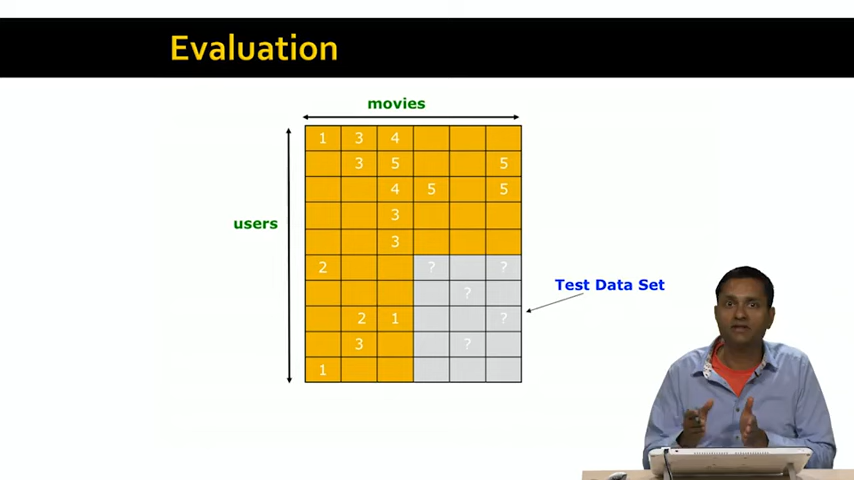 Evaluation
movies
1 3 4
3 5 5
users
4 5 5
3
3
2 ? ?
?
Test Data Set
2 1 ?
3 ?
1